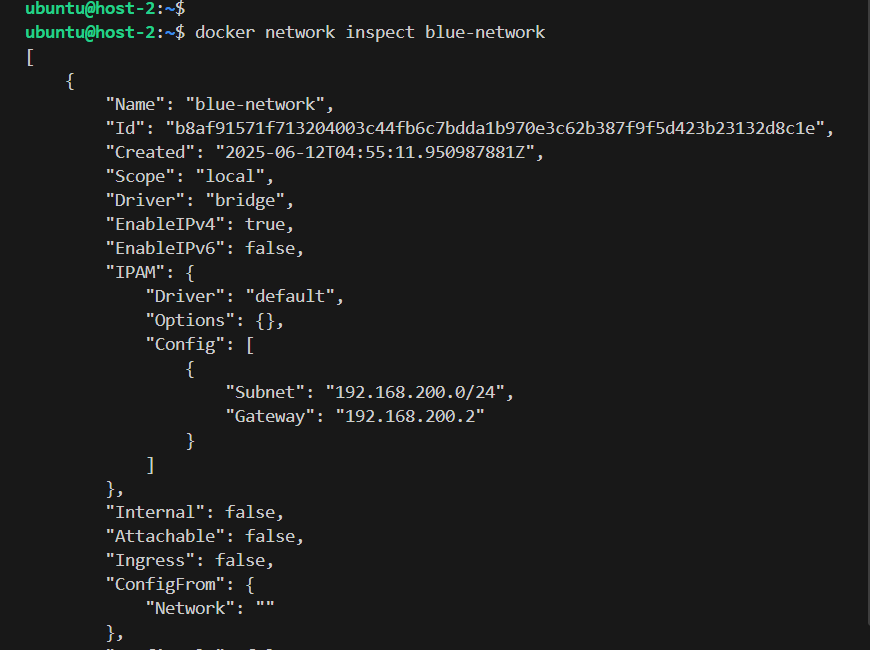 ubuntu@host-2:~$
ubuntu@host-2:~$ docker network inspect blue-network
[
    {
        "Name": "blue-network",
        "Id": "b8af91571f713204003c44fb6c7bdda1b970e3c62b387f9f5d423b23132d8c1e",
        "Created": "2025-06-12T04:55:11.950987881Z",
        "Scope": "local",
        "Driver": "bridge",
        "EnableIPv4": true,
        "EnableIPv6": false,
        "IPAM": {
            "Driver": "default",
            "Options": {},
            "Config": [
                {
                    "Subnet": "192.168.200.0/24",
                    "Gateway": "192.168.200.2"
                }
            ]
        },
        "Internal": false,
        "Attachable": false,
        "Ingress": false,
        "ConfigFrom": {
            "Network": ""
        },